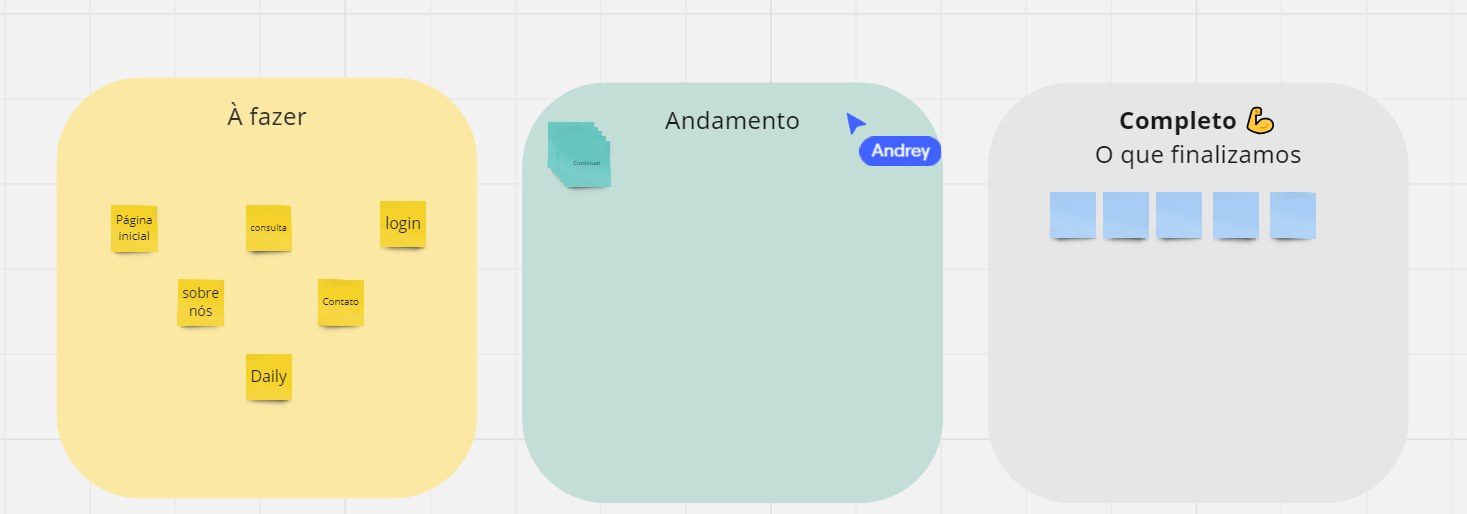 À fazer
Página
inicial
consulta
login
sobre
nós
Contato
Daily
Andamento
Continuar
Andrey
Completo 💪
O que finalizamos